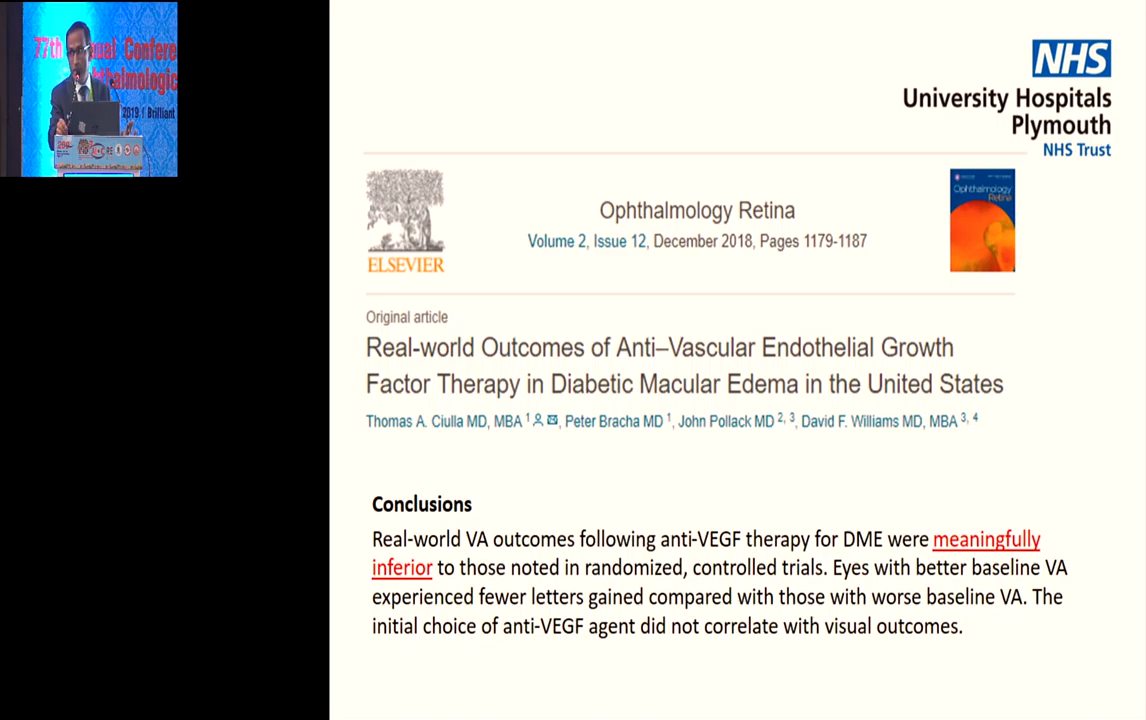 77th
ual Confere
hthalmologic
2019 I Brilliant
NHS
University Hospitals
Plymouth
NHS Trust
ELSEVIER
Ophthalmology Retina
Volume 2, Issue 12, December 2018, Pages 1179-1187
Ophthalmology
Retina
Original article
Real-world Outcomes of Anti–Vascular Endothelial Growth
Factor Therapy in Diabetic Macular Edema in the United States
Thomas A. Ciulla MD, MBA 1, Peter Bracha MD 1, John Pollack MD 2, 3, David F. Williams MD, MBA 3, 4
Conclusions
Real-world VA outcomes following anti-VEGF therapy for DME were meaningfully
inferior to those noted in randomized, controlled trials. Eyes with better baseline VA
experienced fewer letters gained compared with those with worse baseline VA. The
initial choice of anti-VEGF agent did not correlate with visual outcomes.